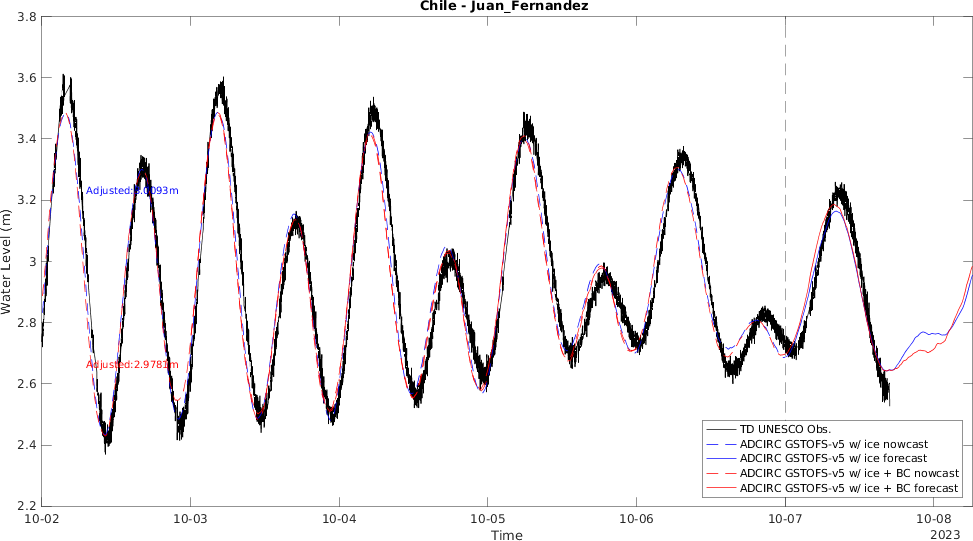 Chile - Juan_Fernandez
3.8
3.6
3.4
3.2
3
2.8
2.6
2.4
2.2
Water Level (m)
Adjusted:3.0093m
Adjusted:2.9781m
TD UNESCO Obs.
ADCIRC GSTOFS-v5 w/ ice nowcast
ADCIRC GSTOFS-v5 w/ ice forecast
ADCIRC GSTOFS-v5 w/ ice + BC nowcast
ADCIRC GSTOFS-v5 w/ ice + BC forecast
10-02 10-03 10-04 10-05 10-06 10-07 10-08
Time
2023